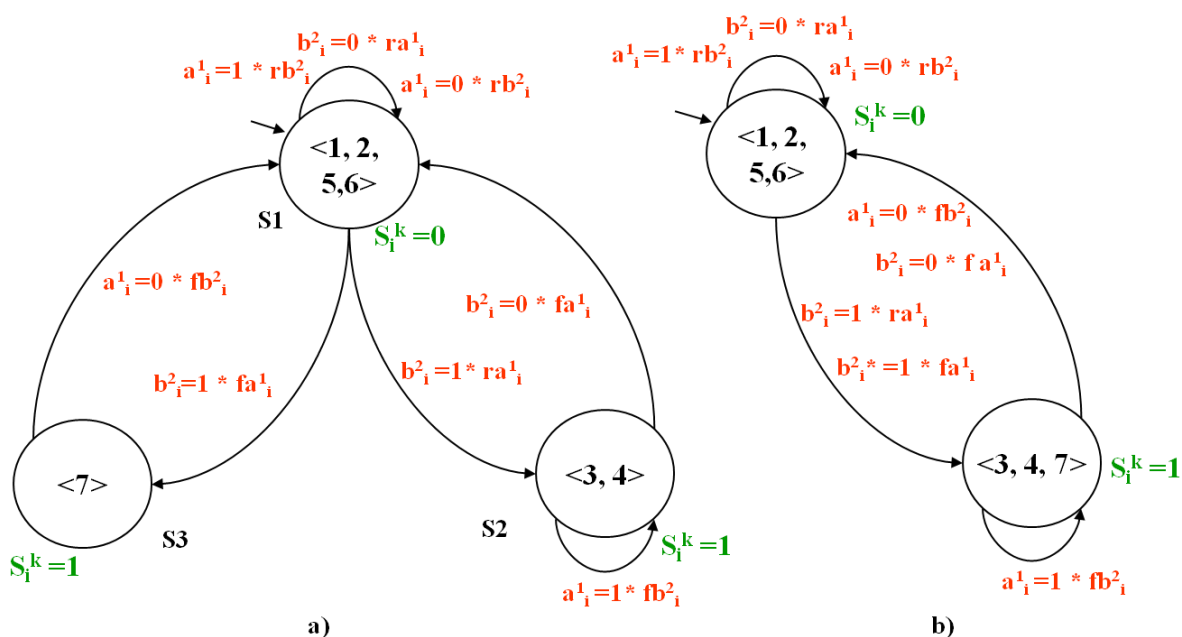 b²ᵢ=0 * ra¹ᵢ
a¹ᵢ=1 * rb²ᵢ
a¹ᵢ=0 * rb²ᵢ
<1, 2,
5,6>
S1
Sᵢᵏ=0
a¹ᵢ=0 * fb²ᵢ
b²ᵢ=0 * fa¹ᵢ
b²ᵢ=1* ra¹ᵢ
b²ᵢ=1 * fa¹ᵢ
<7>
S3
Sᵢᵏ=1
<3, 4>
S2
Sᵢᵏ=1
a¹ᵢ=1* fb²ᵢ
a)
b²ᵢ=0 * ra¹ᵢ
a¹ᵢ=1* rb²ᵢ
a¹ᵢ=0 * rb²ᵢ
Sᵢᵏ=0
<1, 2,
5,6>
a¹ᵢ=0 * fb²ᵢ
b²ᵢ=0 * f a¹ᵢ
b²ᵢ=1 * ra¹ᵢ
b²ᵢ* =1 * fa¹ᵢ
<3, 4, 7>
Sᵢᵏ=1
a¹ᵢ=1 * fb²ᵢ
b)